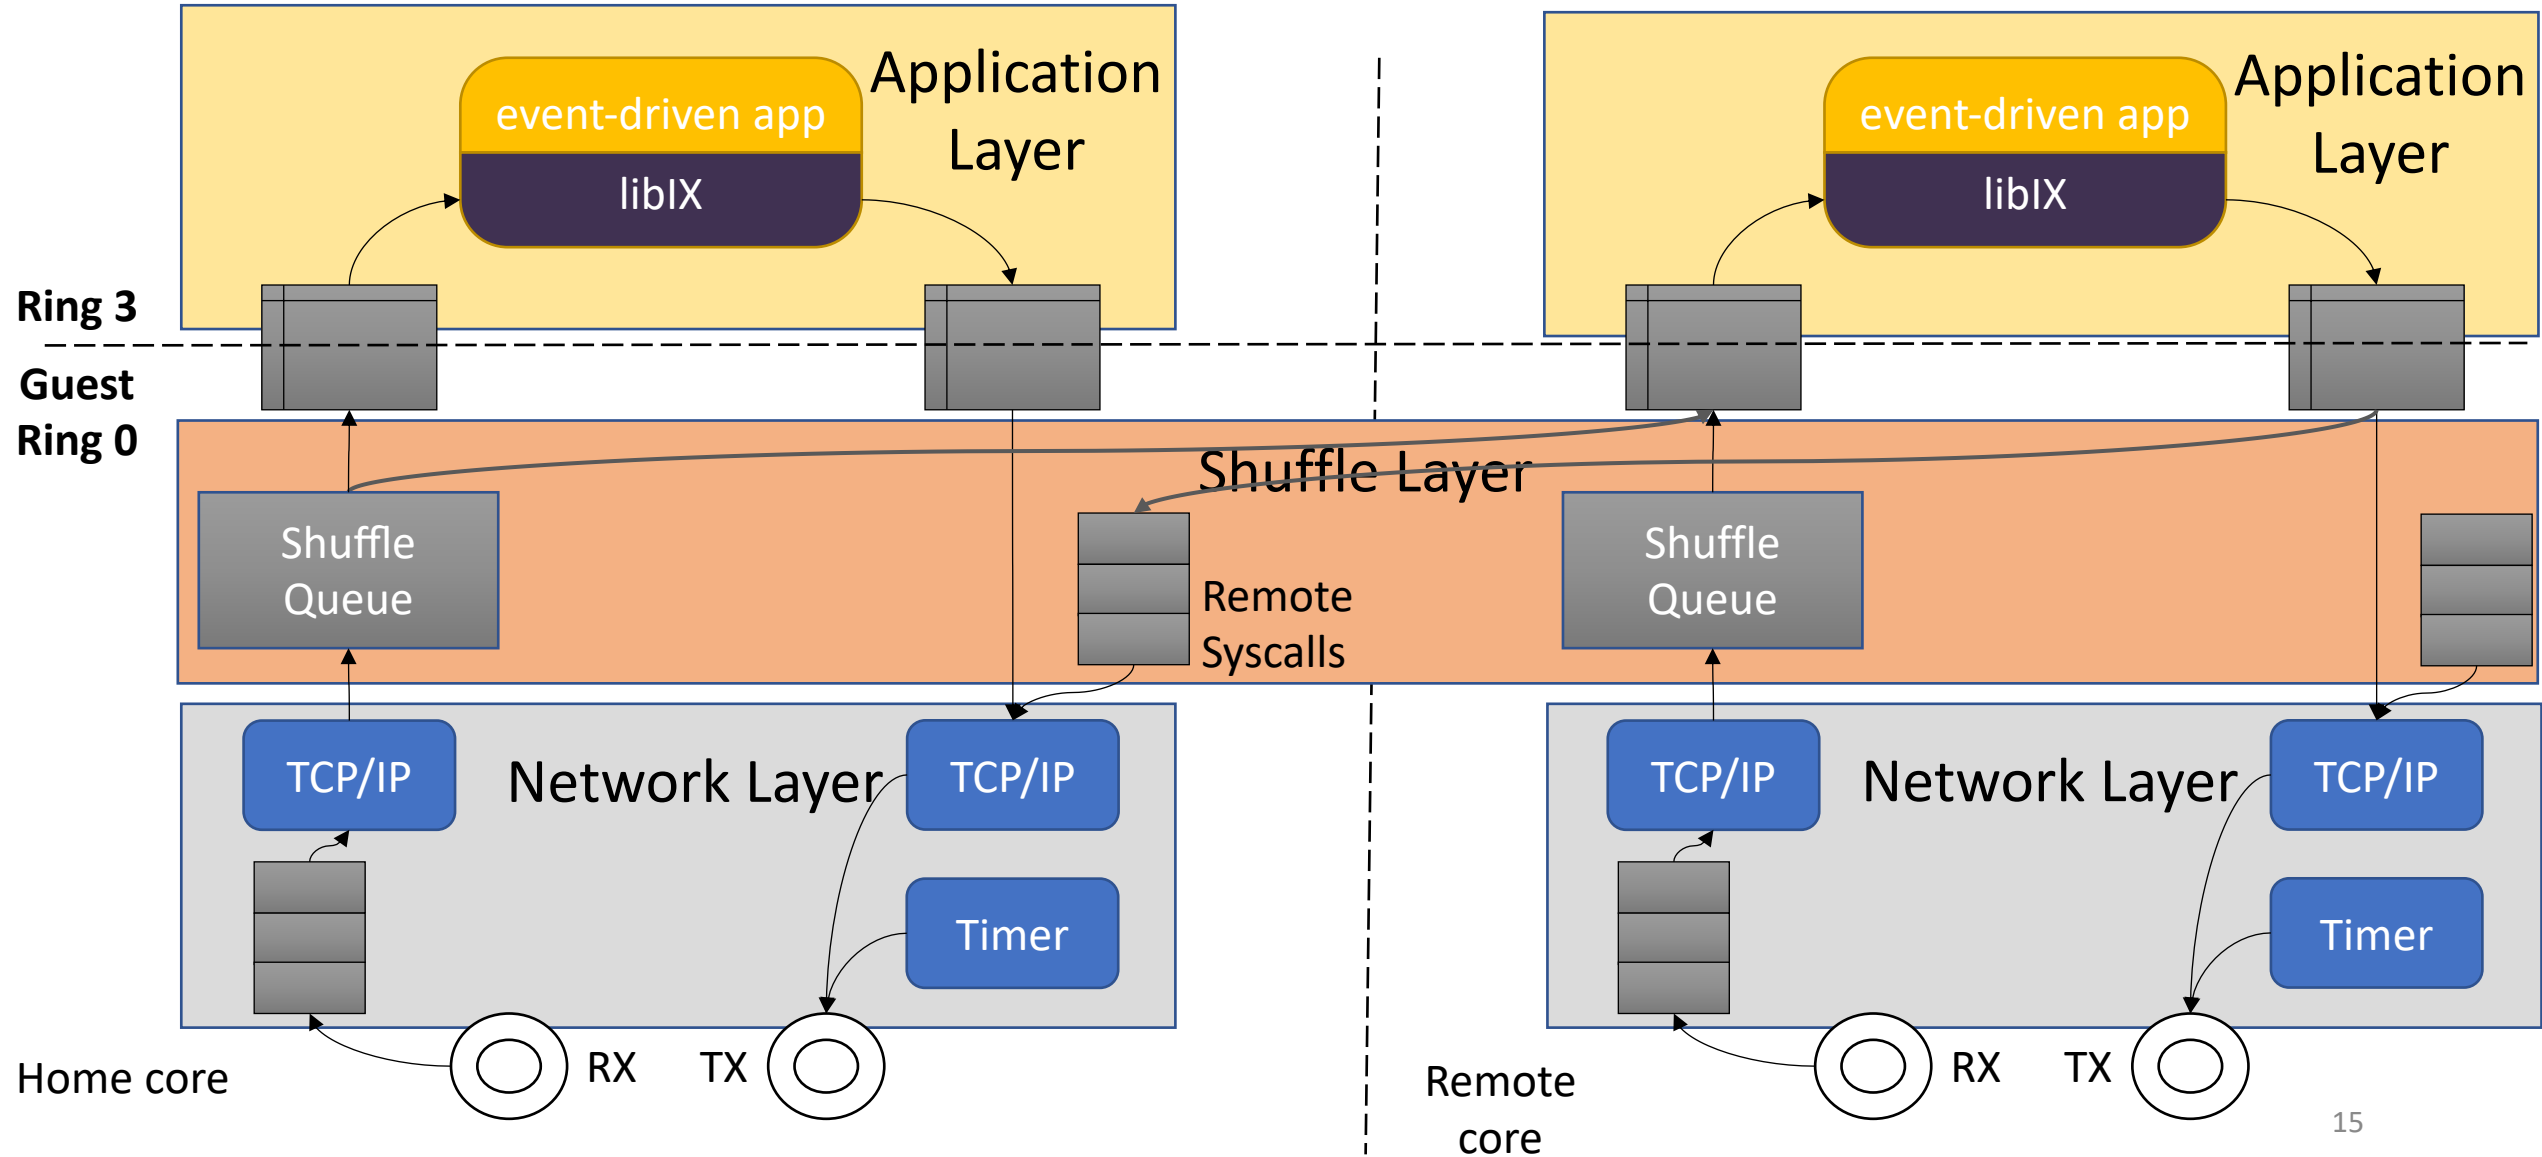 Application
Layer
event-driven app
libIX
Application
Layer
event-driven app
libIX
Ring 3
Guest
Ring 0
Shuffle Layer
Shuffle
Queue
Remote
Syscalls
Shuffle
Queue
TCP/IP
Network Layer
TCP/IP
Timer
TCP/IP
Network Layer
TCP/IP
Timer
Home core
RX
TX
Remote
core
RX
TX
15